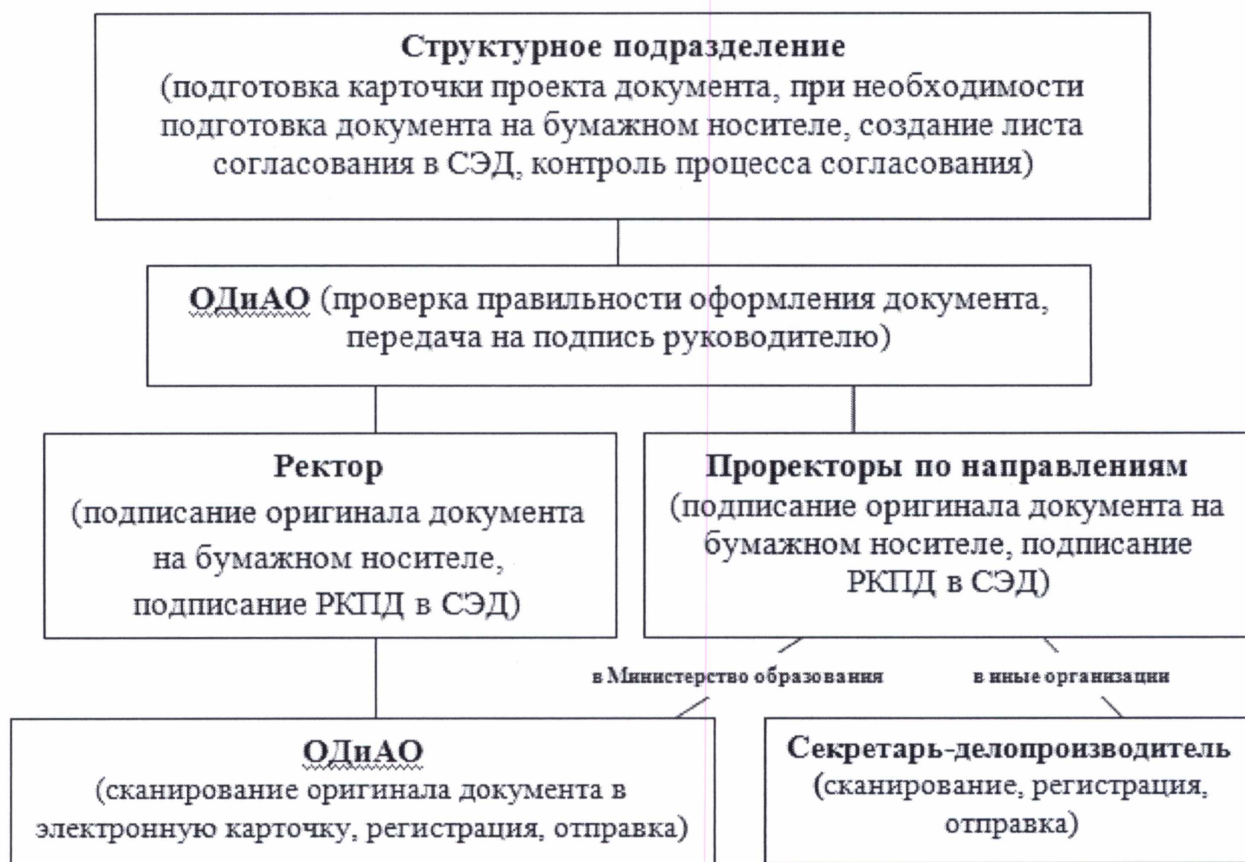 Структурное подразделение
(подготовка карточки проекта документа, при необходимости
подготовка документа на бумажном носителе, создание листа
согласования в СЭД, контроль процесса согласования)
ОДиАО (проверка правильности оформления документа,
передача на подпись руководителю)
Ректор
(подписание оригинала документа
на бумажном носителе,
подписание РКПД в СЭД)
Проректоры по направлениям
(подписание оригинала документа на
бумажном носителе, подписание
РКПД в СЭД)
в Министерство образования
в иные организации
ОДиАО
(сканирование оригинала документа в
электронную карточку, регистрация, отправка)
Секретарь-делопроизводитель
(сканирование, регистрация,
отправка)